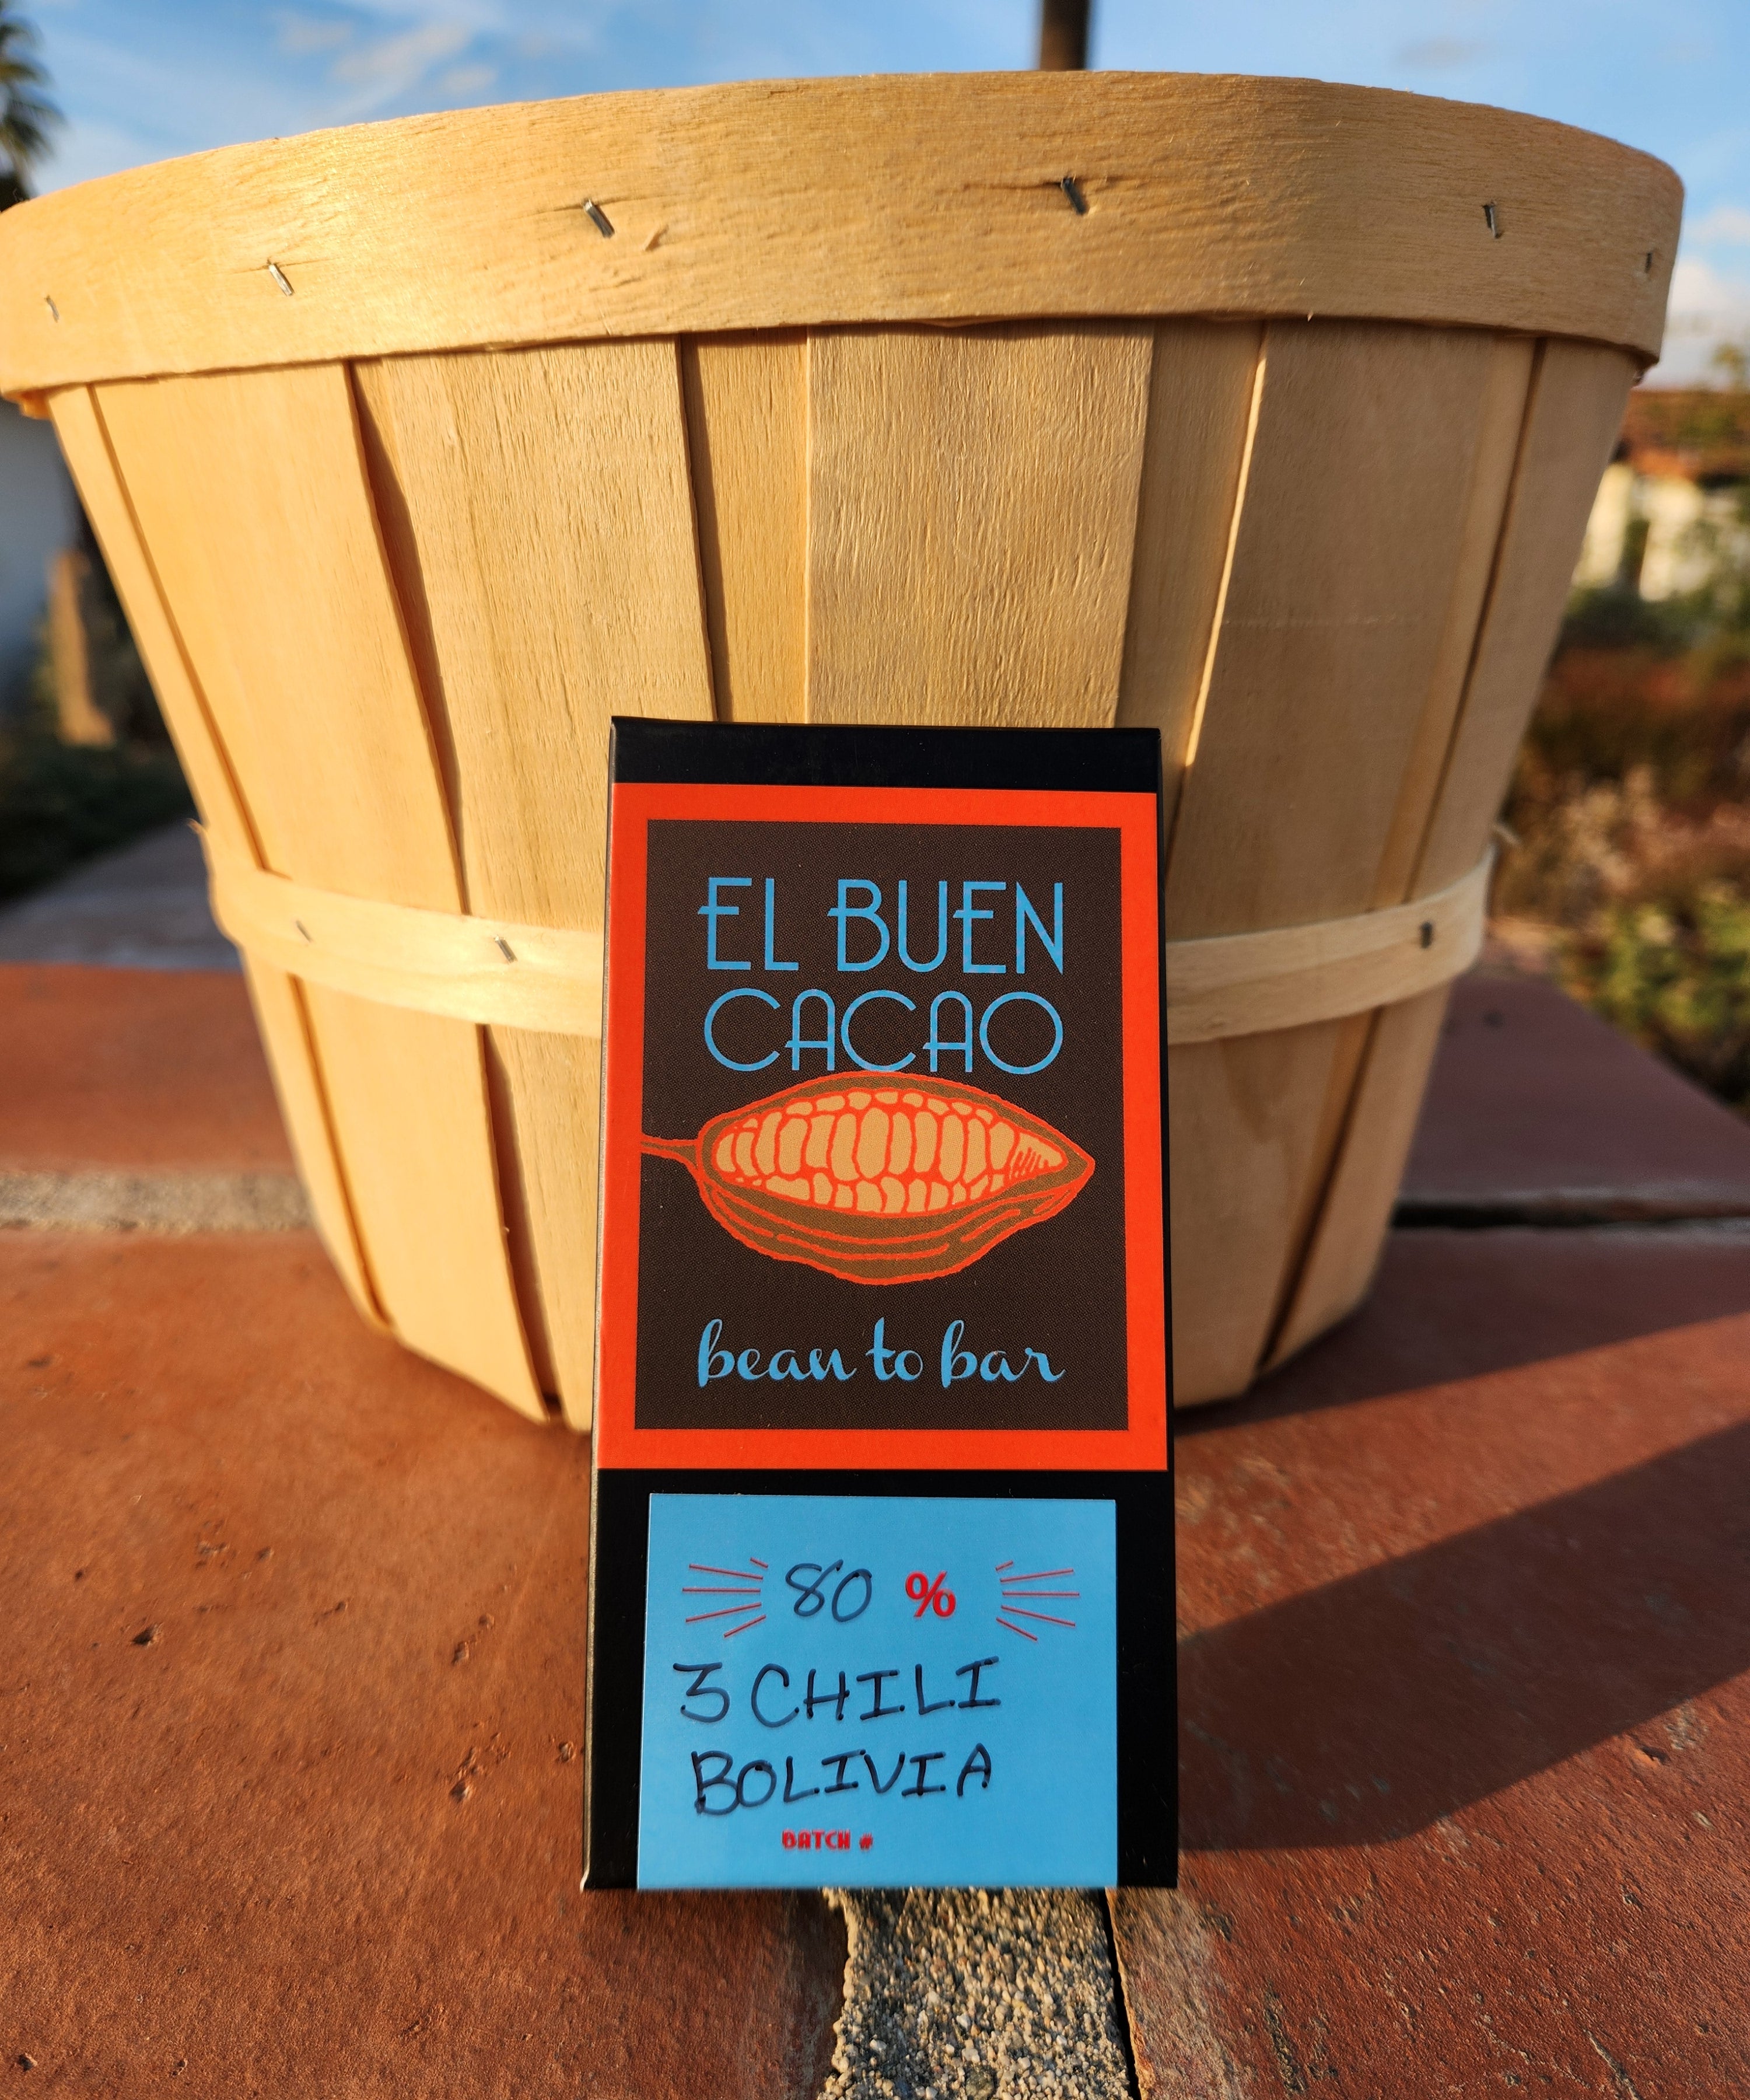 EL BUEN
CACAO
bean to bar
80 %
3 CHILI
BOLIVIA
BATCH #